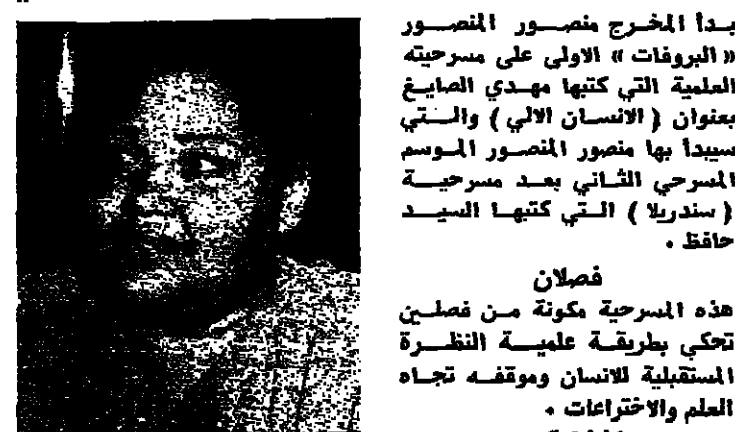 بدأ المخرج منصور المنصور
« البروفات » الاولى على مسرحيته
العلمية التي كتبها مهدي الصايغ
بعنوان ( الانسان الالي ) والتي
سيبدأ بها منصور المنصور الموسم
المسرحي الثاني بعد مسرحية
( سندريلا ) التي كتبها السيد
حافظ .
فصلان
هذه المسرحية مكونة من فصلين
تحكي بطريقة علمية النظرة
المستقبلية للانسان وموقفه تجاه
العلم والاختراعات .